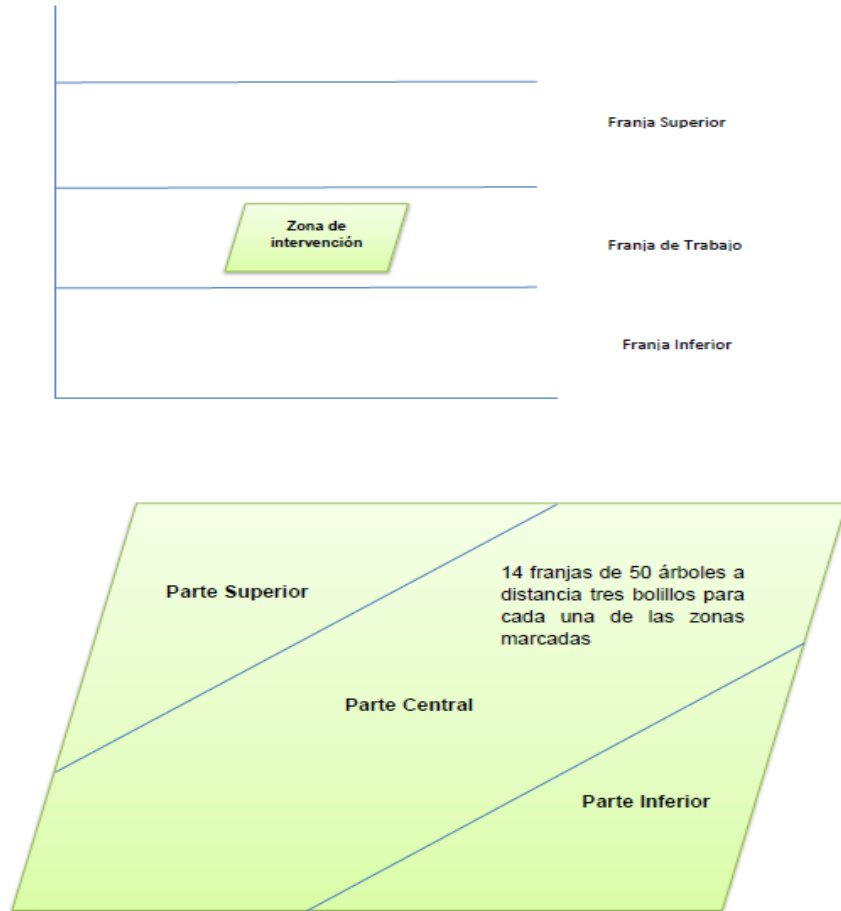 Franja Superior
Zona de
intervención
Franja de Trabajo
Franja Inferior
Parte Superior
14 franjas de 50 árboles a
distancia tres bolillos para
cada una de las zonas
marcadas
Parte Central
Parte Inferior